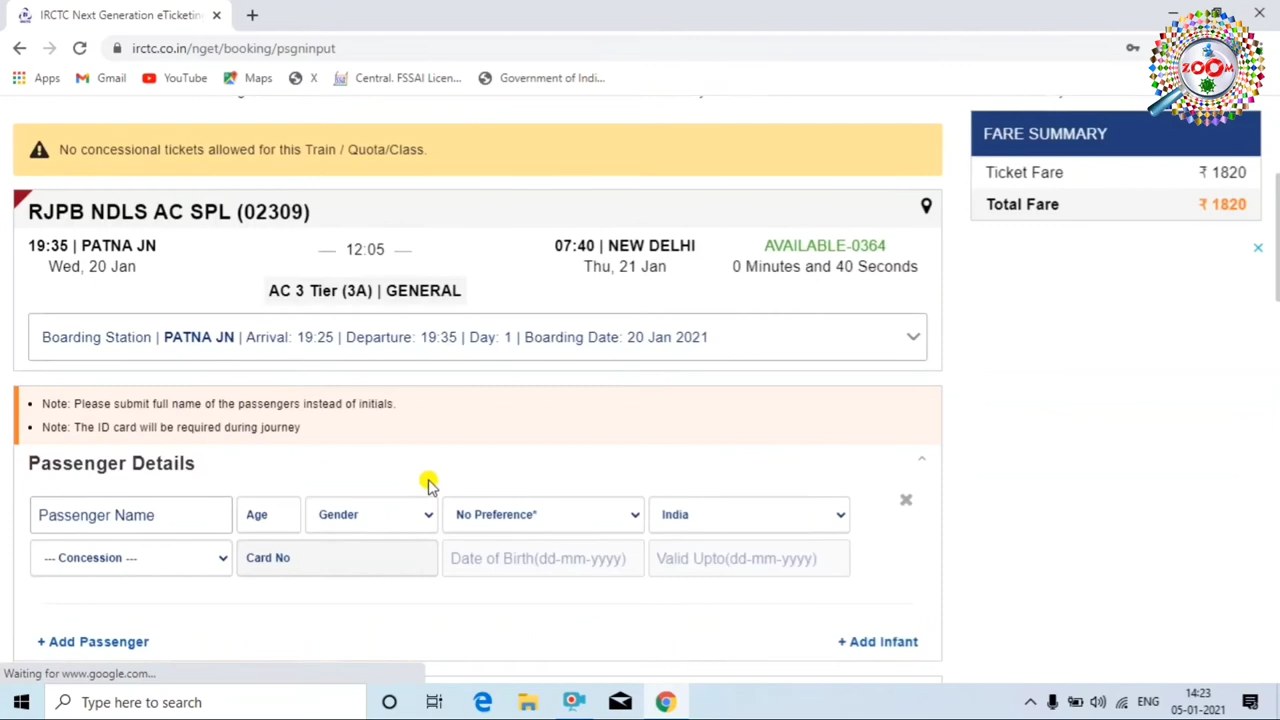 IRCTC Next Generation eTicketing
irctc.co.in/nget/booking/psgninput
Apps Gmail YouTube Maps X Central. FSSAI Licen... Government of Indi...
ZOOM
No concessional tickets allowed for this Train / Quota/Class.
FARE SUMMARY
Ticket Fare ₹ 1820
Total Fare ₹ 1820
RJPB NDLS AC SPL (02309)
19:35 | PATNA JN — 12:05 — 07:40 | NEW DELHI AVAILABLE-0364
Wed, 20 Jan Thu, 21 Jan 0 Minutes and 40 Seconds
AC 3 Tier (3A) | GENERAL
Boarding Station | PATNA JN | Arrival: 19:25 | Departure: 19:35 | Day: 1 | Boarding Date: 20 Jan 2021
Note: Please submit full name of the passengers instead of initials.
Note: The ID card will be required during journey
Passenger Details
Passenger Name Age Gender No Preference* India
--- Concession --- Card No Date of Birth(dd-mm-yyyy) Valid Upto(dd-mm-yyyy)
+ Add Passenger + Add Infant
Waiting for www.google.com...
Type here to search ENG 14:23
05-01-2021